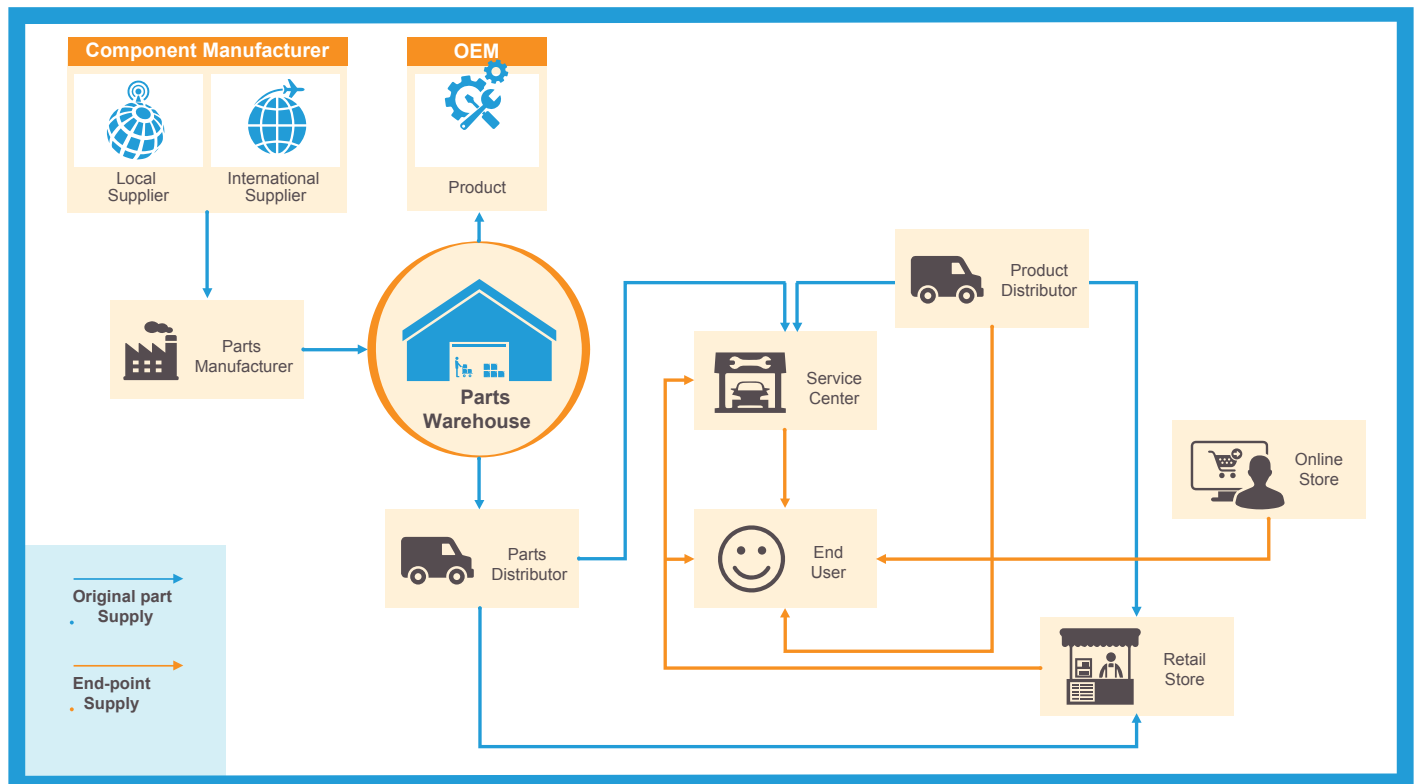 Component Manufacturer
OEM
Local
Supplier
International
Supplier
Product
Product
Distributor
Parts
Manufacturer
Service
Center
Parts
Warehouse
Online
Store
Parts
Distributor
End
User
Original part
Supply
Retail
Store
End-point
Supply